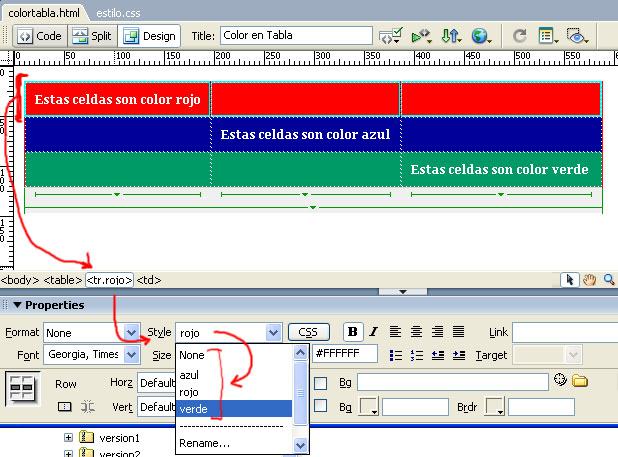 colortabla.html estilo.css
Code Split Design Title: Color en Tabla
0 50 100 150 200 250 300 350 400 450 500 550
Estas celdas son color rojo
Estas celdas son color azul
Estas celdas son color verde
<body> <table> <tr.rojo> <td>
Properties
Format None Style rojo CSS B I Link
Font Georgia, Times Size #FFFFFF Target
None
azul
rojo
verde
Rename...
Row Horz Default Bg
Vert Default Bg Brdr
version1
version2